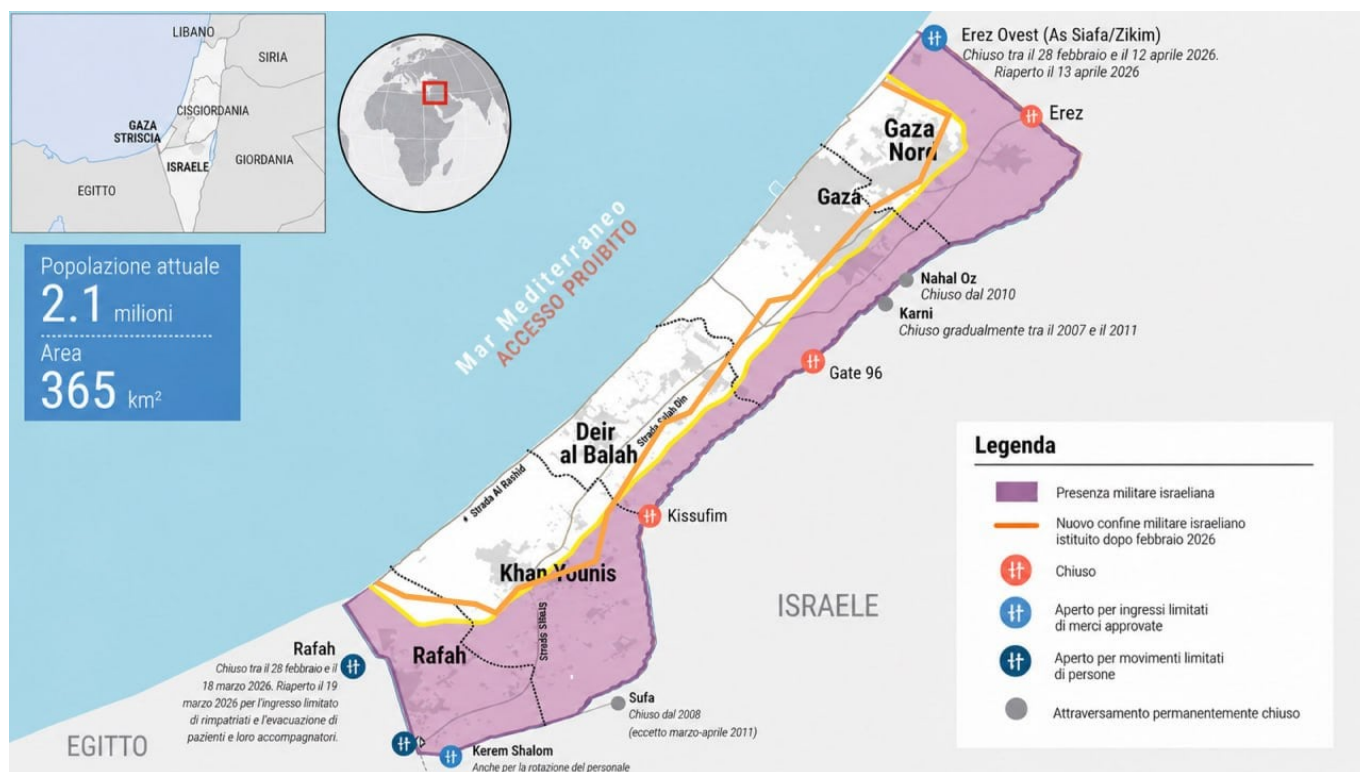 LIBANO
SIRIA
CISGIORDANIA
GAZA
STRISCIA
ISRAELE
GIORDANIA
EGITTO
Popolazione attuale
2.1 milioni
Area
365 km²
Mar Mediterraneo
ACCESSO PROIBITO
Erez Ovest (As Siafa/Zikim)
Chiuso tra il 28 febbraio e il 12 aprile 2026.
Riaperto il 13 aprile 2026
Erez
Gaza
Nord
Gaza
Nahal Oz
Chiuso dal 2010
Karni
Chiuso gradualmente tra il 2007 e il 2011
Gate 96
Deir
al Balah
Strada Salah Din
Strada Al Rashid
Kissufim
Khan Younis
Rafah
ISRAELE
Rafah
Chiuso tra il 28 febbraio e il
18 marzo 2026. Riaperto il 19
marzo 2026 per l'ingresso limitato
di rimpatriati e l'evacuazione di
pazienti e loro accompagnatori.
EGITTO
Sufa
Chiuso dal 2008
(eccetto marzo-aprile 2011)
Kerem Shalom
Anche per la rotazione del personale
Legenda
Presenza militare israeliana
Nuovo confine militare israeliano
istituito dopo febbraio 2026
Chiuso
Aperto per ingressi limitati
di merci approvate
Aperto per movimenti limitati
di persone
Attraversamento permanentemente chiuso